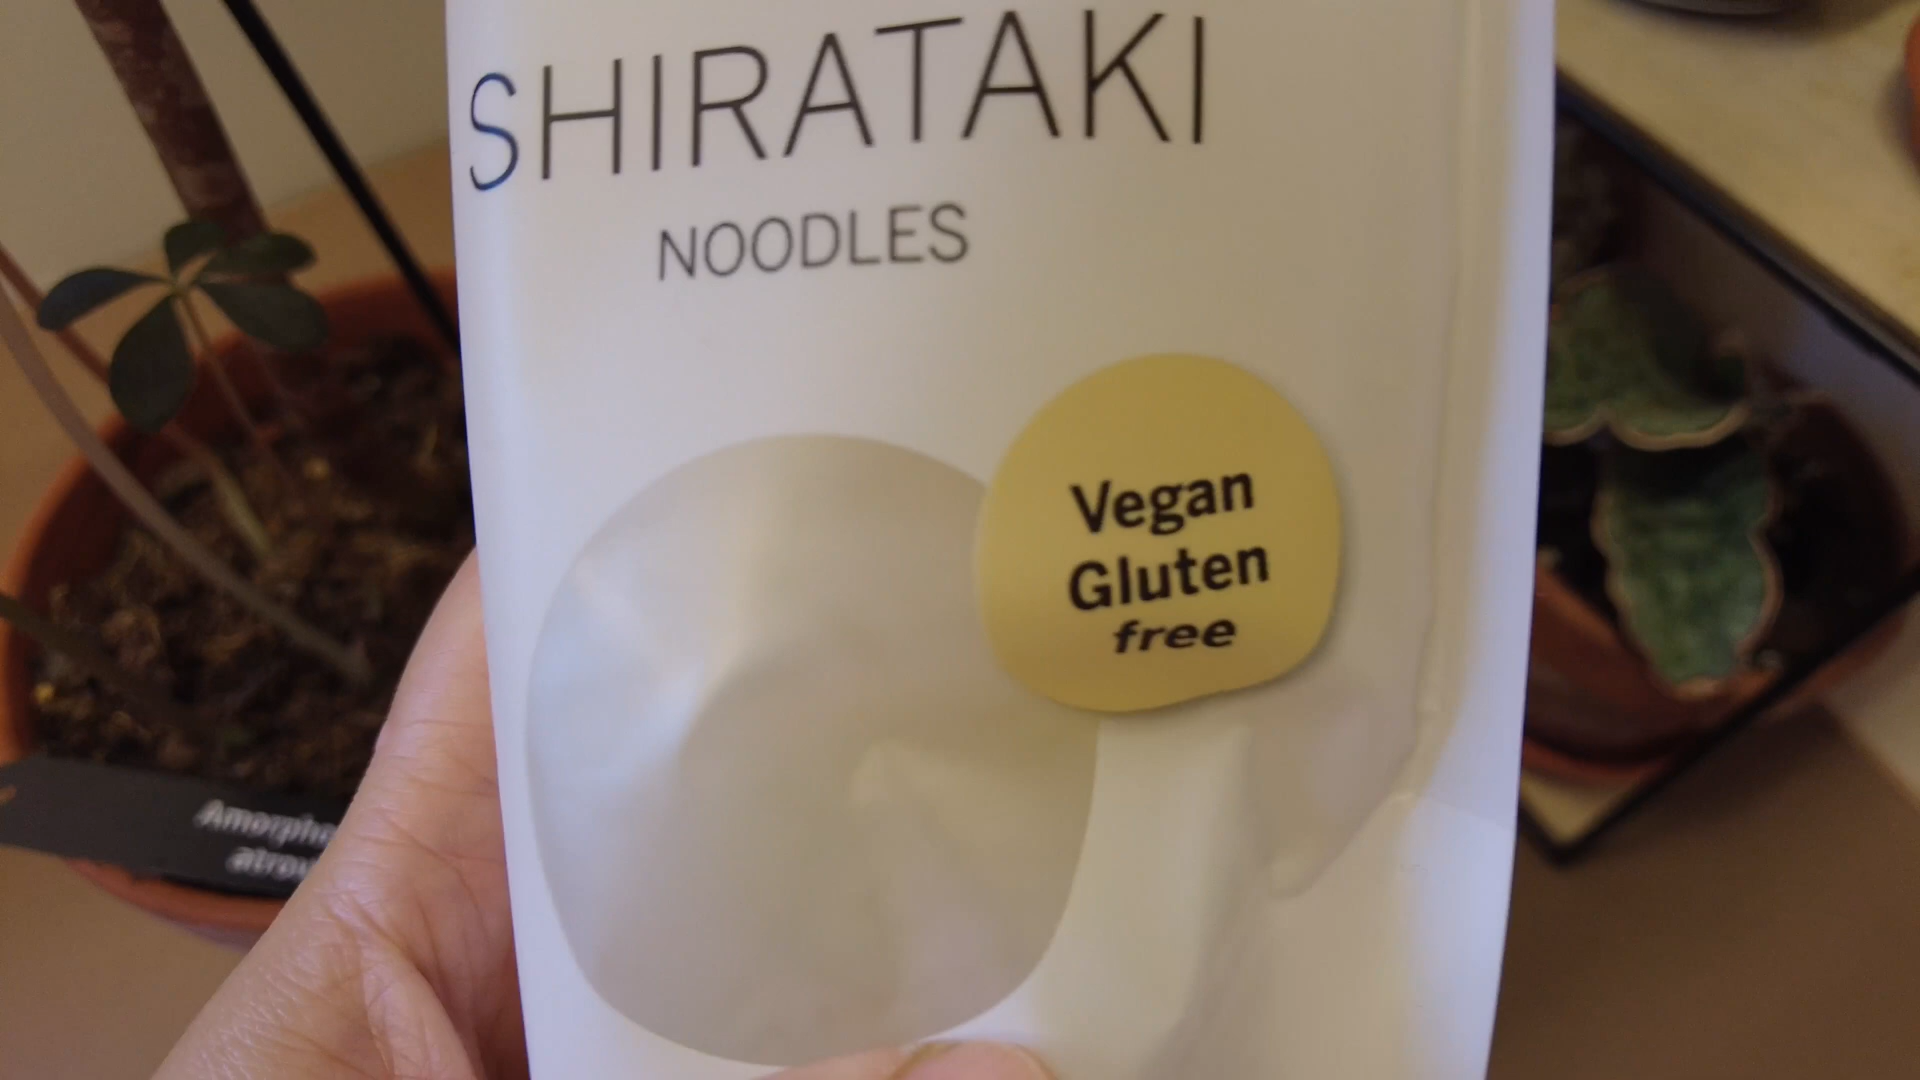 SHIRATAKI
NOODLES
Vegan
Gluten
free